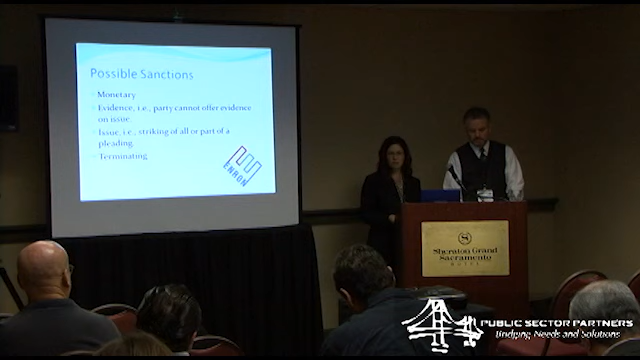 Possible Sanctions
Monetary
Evidence, i.e., party cannot offer evidence
on issue
Issue, i.e., striking of all or part of a
pleading
Terminating
ENRON
S
Sheraton Grand
Sacramento
HOTEL
PUBLIC SECTOR PARTNERS
Bridging Needs and Solutions